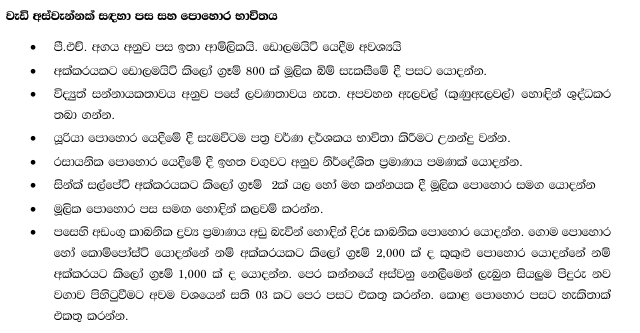 වැඩි අස්වැන්නක් සඳහා පස සහ පොහොර භාවිතය
• පී.එච්. අගය අනුව පස ඉතා ආම්ලිකයි. ඩොලමයිට් යෙදීම අවශ්‍යයි
• අක්කරයකට ඩොලමයිට් කිලෝ ග්‍රෑම් 800 ක් මූලික බිම් සැකසීමේ දී පසට යොදන්න.
• විද්‍යුත් සන්නායකතාවය අනුව පසේ ලවණතාවය නැත. අපවහන ඇලවල් (කුණුඇලවල්) හොඳින් ශුද්ධකර
තබා ගන්න.
• යූරියා පොහොර යෙදීමේ දී සැමවිටම පත්‍ර වර්ණ දර්ශකය භාවිතා කිරීමට උනන්දු වන්න.
• රසායනික පොහොර යෙදීමේ දී ඉහත වගුවට අනුව නිර්දේශිත ප්‍රමාණය පමණක් යොදන්න.
• සින්ක් සල්පේට් අක්කරයකට කිලෝ ග්‍රෑම් 2ක් යල හෝ මහ කන්නයක දී මූලික පොහොර සමග යොදන්න
• මූලික පොහොර පස සමඟ හොඳින් කලවම් කරන්න.
• පසෙහි අඩංගු කාබනික ද්‍රව්‍ය ප්‍රමාණය අඩු බැවින් හොඳින් දිරූ කාබනික පොහොර යොදන්න. ගොම පොහොර
හෝ කොම්පෝස්ට් යොදන්නේ නම් අක්කරයකට කිලෝ ග්‍රෑම් 2,000 ක් ද කුකුළු පොහොර යොදන්නේ නම්
අක්කරයට කිලෝ ග්‍රෑම් 1,000 ක් ද යොදන්න. පෙර කන්නයේ අස්වනු නෙලීමෙන් ලැබුන සියලුම පිදුරු නව
වගාව පිහිටුවීමට අවම වශයෙන් සති 03 කට පෙර පසට එකතු කරන්න. කොළ පොහොර පසට හැකිතාක්
එකතු කරන්න.